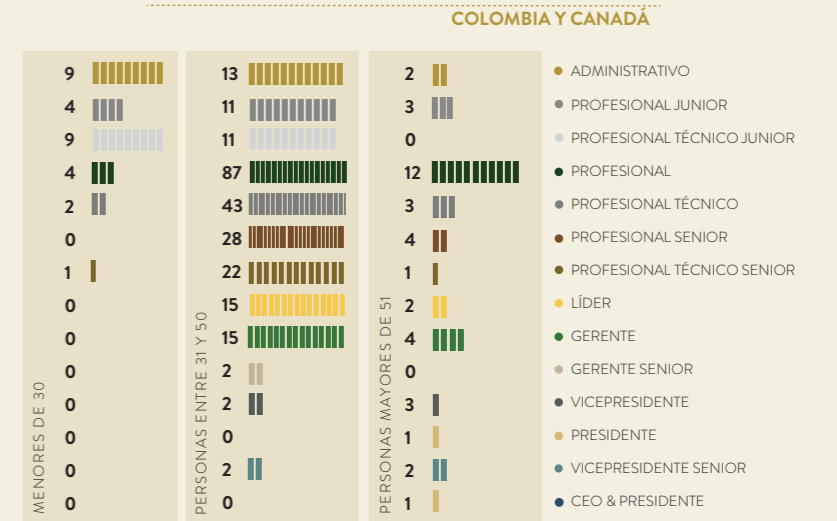 COLOMBIA Y CANADÁ
9 13 2 ADMINISTRATIVO
4 11 3 PROFESIONAL JUNIOR
9 11 0 PROFESIONAL TÉCNICO JUNIOR
4 87 12 PROFESIONAL
2 43 3 PROFESIONAL TÉCNICO
0 28 4 PROFESIONAL SENIOR
1 22 1 PROFESIONAL TÉCNICO SENIOR
0 15 2 LÍDER
0 15 4 GERENTE
0 2 0 GERENTE SENIOR
0 2 3 VICEPRESIDENTE
0 0 1 PRESIDENTE
0 2 2 VICEPRESIDENTE SENIOR
0 0 1 CEO & PRESIDENTE
MENORES DE 30
PERSONAS ENTRE 31 Y 50
PERSONAS MAYORES DE 51